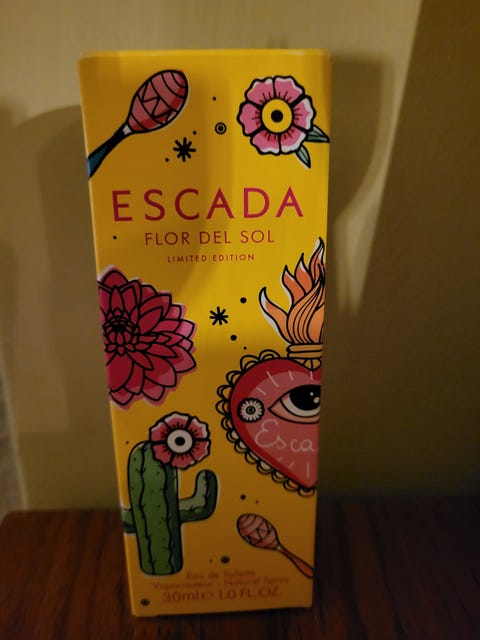 ESCADA
FLOR DEL SOL
LIMITED EDITION
Esca
Eau de Toilette
Vaporisateur - Natural Spray
30ml ℮ 1.0 FL.OZ.